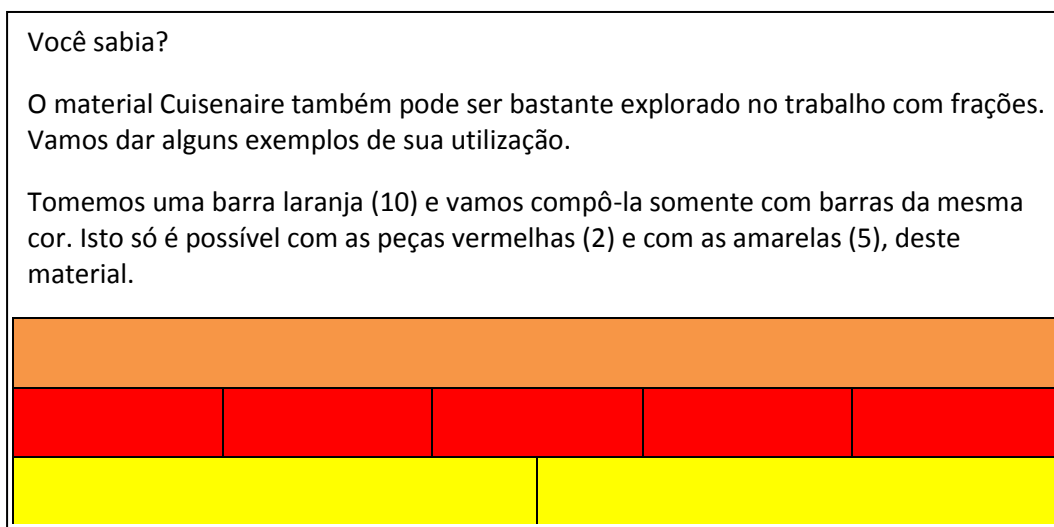 Você sabia?
O material Cuisenaire também pode ser bastante explorado no trabalho com frações.
Vamos dar alguns exemplos de sua utilização.
Tomemos uma barra laranja (10) e vamos compô-la somente com barras da mesma
cor. Isto só é possível com as peças vermelhas (2) e com as amarelas (5), deste
material.